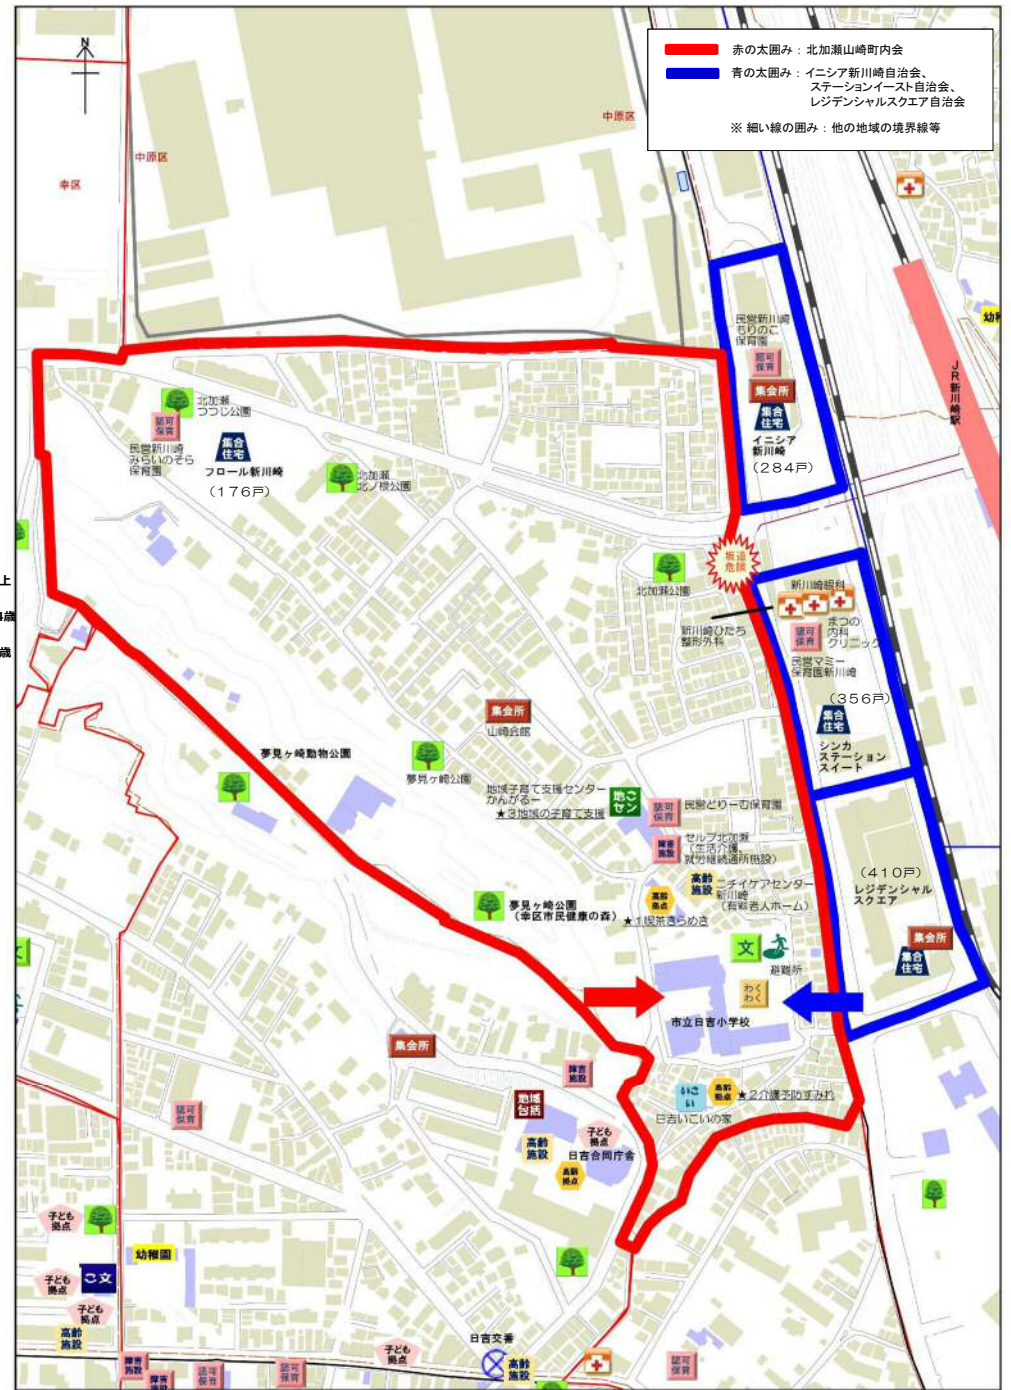 赤の太囲み：北加瀬山崎町内会
青の太囲み：イニシア新川崎自治会、
ステーションイースト自治会、
レジデンシャルスクエア自治会
※ 細い線の囲み：他の地域の境界線等
N
中原区
中原区
幸区
幼稚
JR新川崎駅
民営新川崎
もりのこ
保育園
認可
保育
集会所
集合
住宅
イニシア
新川崎
（284戸）
北加瀬
つつじ公園
認可
保育
民営新川崎
みらいのそら
保育園
集合
住宅
フロール新川崎
（176戸）
北加瀬
北ノ根公園
坂道
危険
北加瀬公園
上
歳
歳
新川崎眼科
新川崎ひたち
整形外科
まつの
内科
クリニック
認可
保育
民営マミー
保育園新川崎
（356戸）
集合
住宅
シンカ
ステーション
スイート
集会所
山崎会館
夢見ヶ崎動物公園
夢見ヶ崎公園
地域子育て支援センター
かんがるー
★3地域の子育て支援
地こ
セン
認可
保育
民営どりーむ保育園
障害
施設
セルプ北加瀬
（生活介護、
就労継続通所施設）
高齢
施設
ニチイケアセンター
新川崎
（有料老人ホーム）
高齢
拠点
★1喫茶きらめき
（410戸）
レジデンシャル
スクエア
集会所
集合
住宅
夢見ヶ崎公園
（幸区市民健康の森）
文
避難所
わく
わく
市立日吉小学校
文
集会所
障害
施設
いこ
い
高齢
拠点
★2介護予防すみれ
日吉いこいの家
地域
包括
認可
保育
子ども
拠点
高齢
施設
日吉合同庁舎
高齢
拠点
子ども
拠点
幼稚園
子ども
拠点
こ文
子ども
拠点
高齢
施設
日吉交番
子ども
拠点
障害
施設
障害
施設
認可
保育
認可
保育
高齢
施設
認可
保育